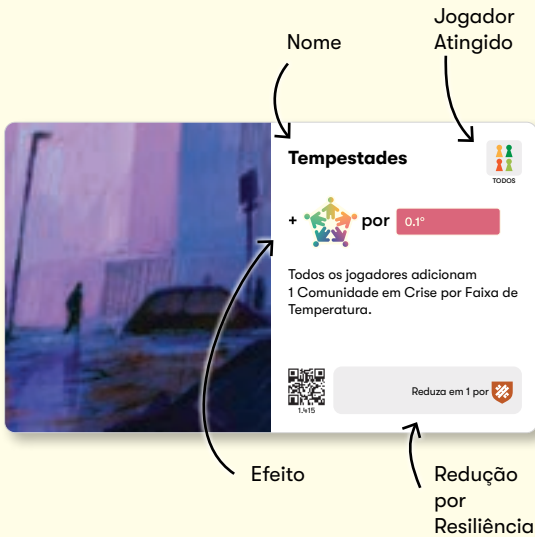 Jogador
Atingido
Nome
Tempestades
TODOS
+ por 0.1°
Todos os jogadores adicionam
1 Comunidade em Crise por Faixa de
Temperatura.
Reduza em 1 por
1.415
Efeito
Redução
por
Resiliência